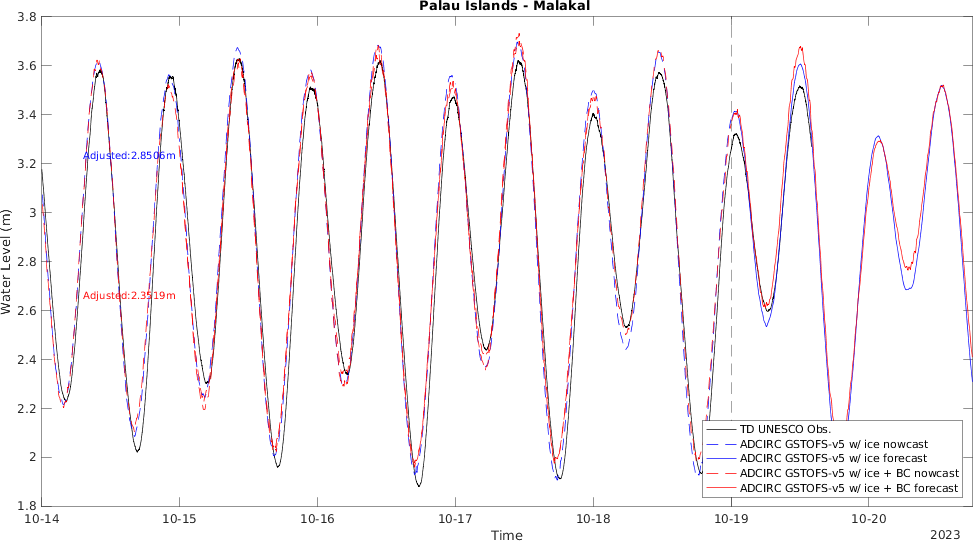 Palau Islands - Malakal
3.8
3.6
3.4
3.2
3
2.8
2.6
2.4
2.2
2
1.8
Water Level (m)
Adjusted:2.8506m
Adjusted:2.3519m
TD UNESCO Obs.
ADCIRC GSTOFS-v5 w/ ice nowcast
ADCIRC GSTOFS-v5 w/ ice forecast
ADCIRC GSTOFS-v5 w/ ice + BC nowcast
ADCIRC GSTOFS-v5 w/ ice + BC forecast
10-14 10-15 10-16 10-17 10-18 10-19 10-20
Time
2023